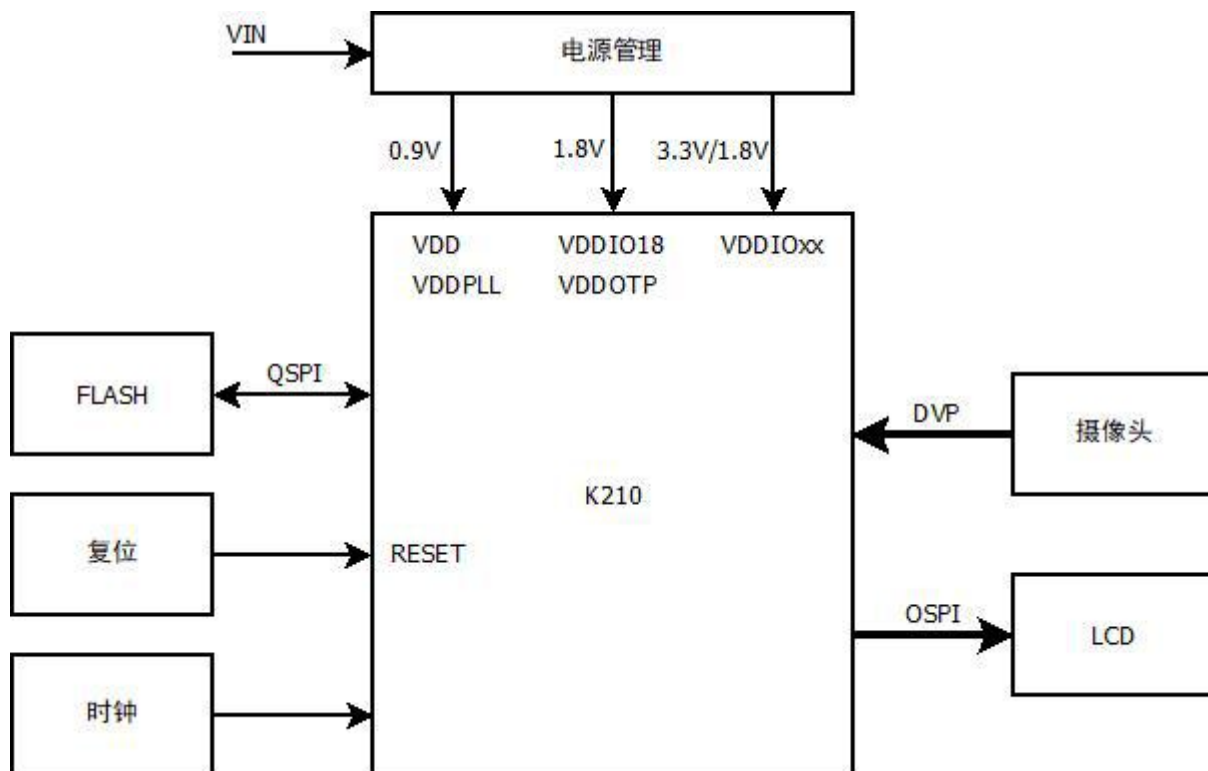 VIN
电源管理
0.9V
1.8V
3.3V/1.8V
VDD
VDDIO18
VDDIOxx
VDDPLL
VDDOTP
FLASH
QSPI
DVP
摄像头
K210
复位
RESET
OSPI
LCD
时钟